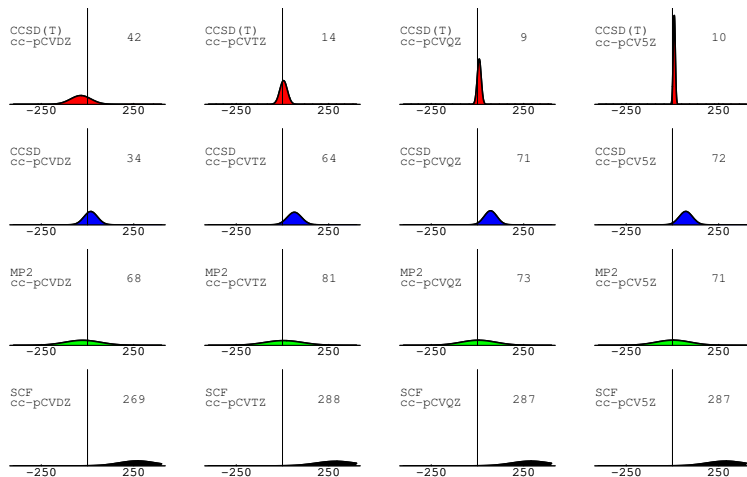 CCSD(T) 42 CCSD(T) 14 CCSD(T) 9 CCSD(T) 10
cc-pCVDZ cc-pCVTZ cc-pCVQZ cc-pCV5Z
−250 250 −250 250 −250 250 −250 250
CCSD 34 CCSD 64 CCSD 71 CCSD 72
cc-pCVDZ cc-pCVTZ cc-pCVQZ cc-pCV5Z
−250 250 −250 250 −250 250 −250 250
MP2 68 MP2 81 MP2 73 MP2 71
cc-pCVDZ cc-pCVTZ cc-pCVQZ cc-pCV5Z
−250 250 −250 250 −250 250 −250 250
SCF 269 SCF 288 SCF 287 SCF 287
cc-pCVDZ cc-pCVTZ cc-pCVQZ cc-pCV5Z
−250 250 −250 250 −250 250 −250 250